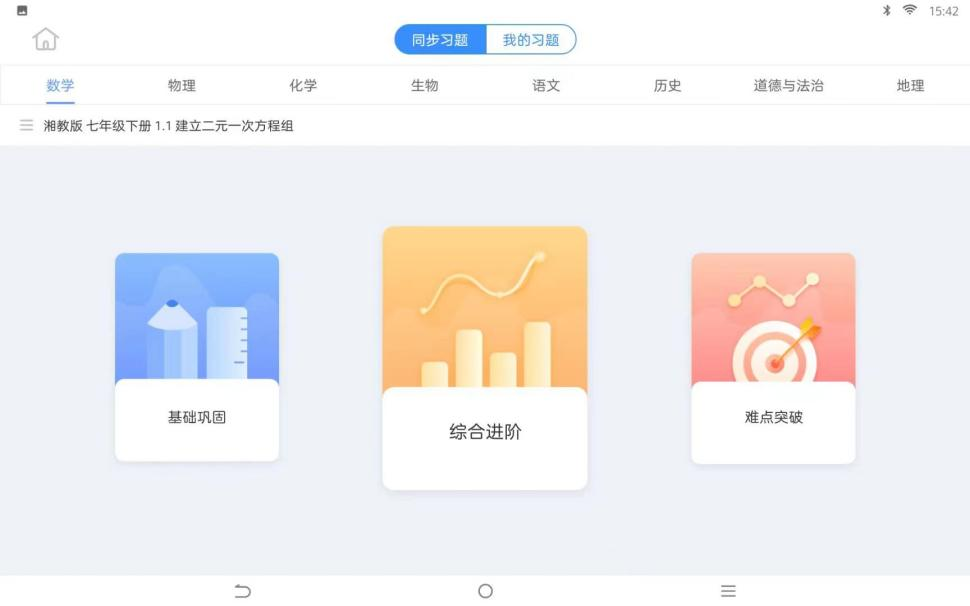 15:42
同步习题 我的习题
数学 物理 化学 生物 语文 历史 道德与法治 地理
湘教版 七年级下册 1.1 建立二元一次方程组
基础巩固
综合进阶
难点突破